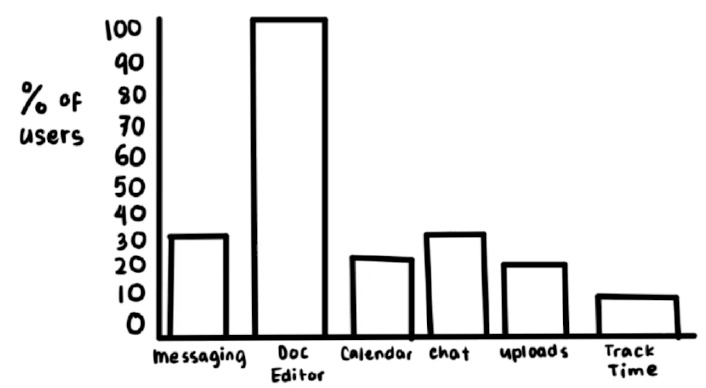 100
90
% of
80
users
70
60
50
40
30
20
10
0
messaging
Doc
Editor
Calendar
chat
uploads
Track
Time